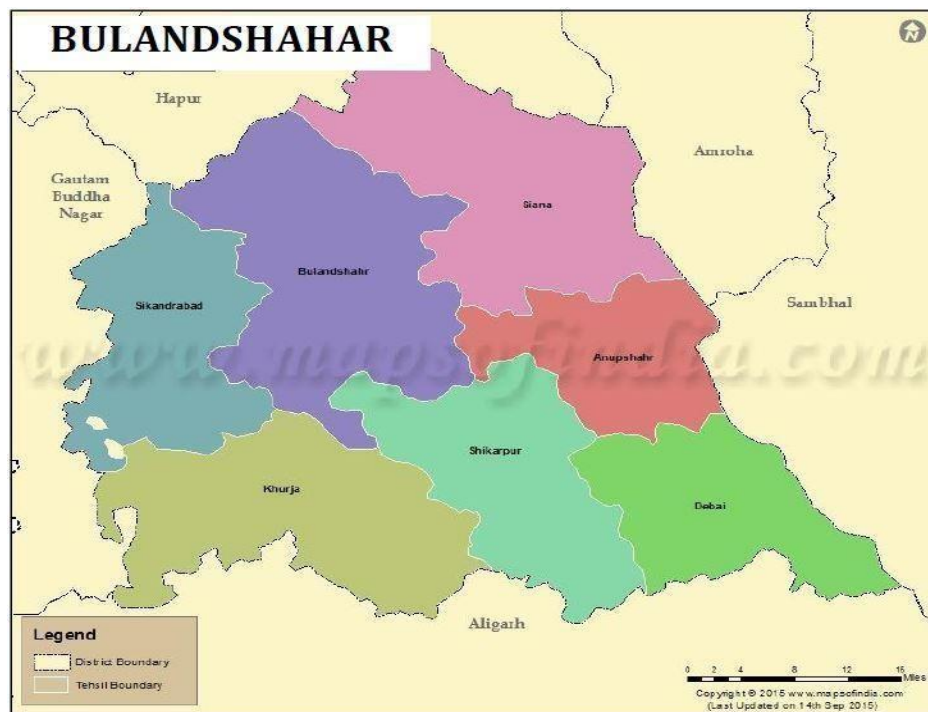 BULANDSHAHAR
N
Hapur
Amroha
Gautam
Buddha
Nagar
Siana
Bulandshahr
Sikandrabad
Sambhal
www.mapsofindia.com
Anupshahr
Shikarpur
Khurja
Debai
Aligarh
Legend
District Boundary
Tehsil Boundary
0 2 4 8 12 16
Miles
Copyright © 2015 www.mapsofindia.com
(Last Updated on 14th Sep 2015)